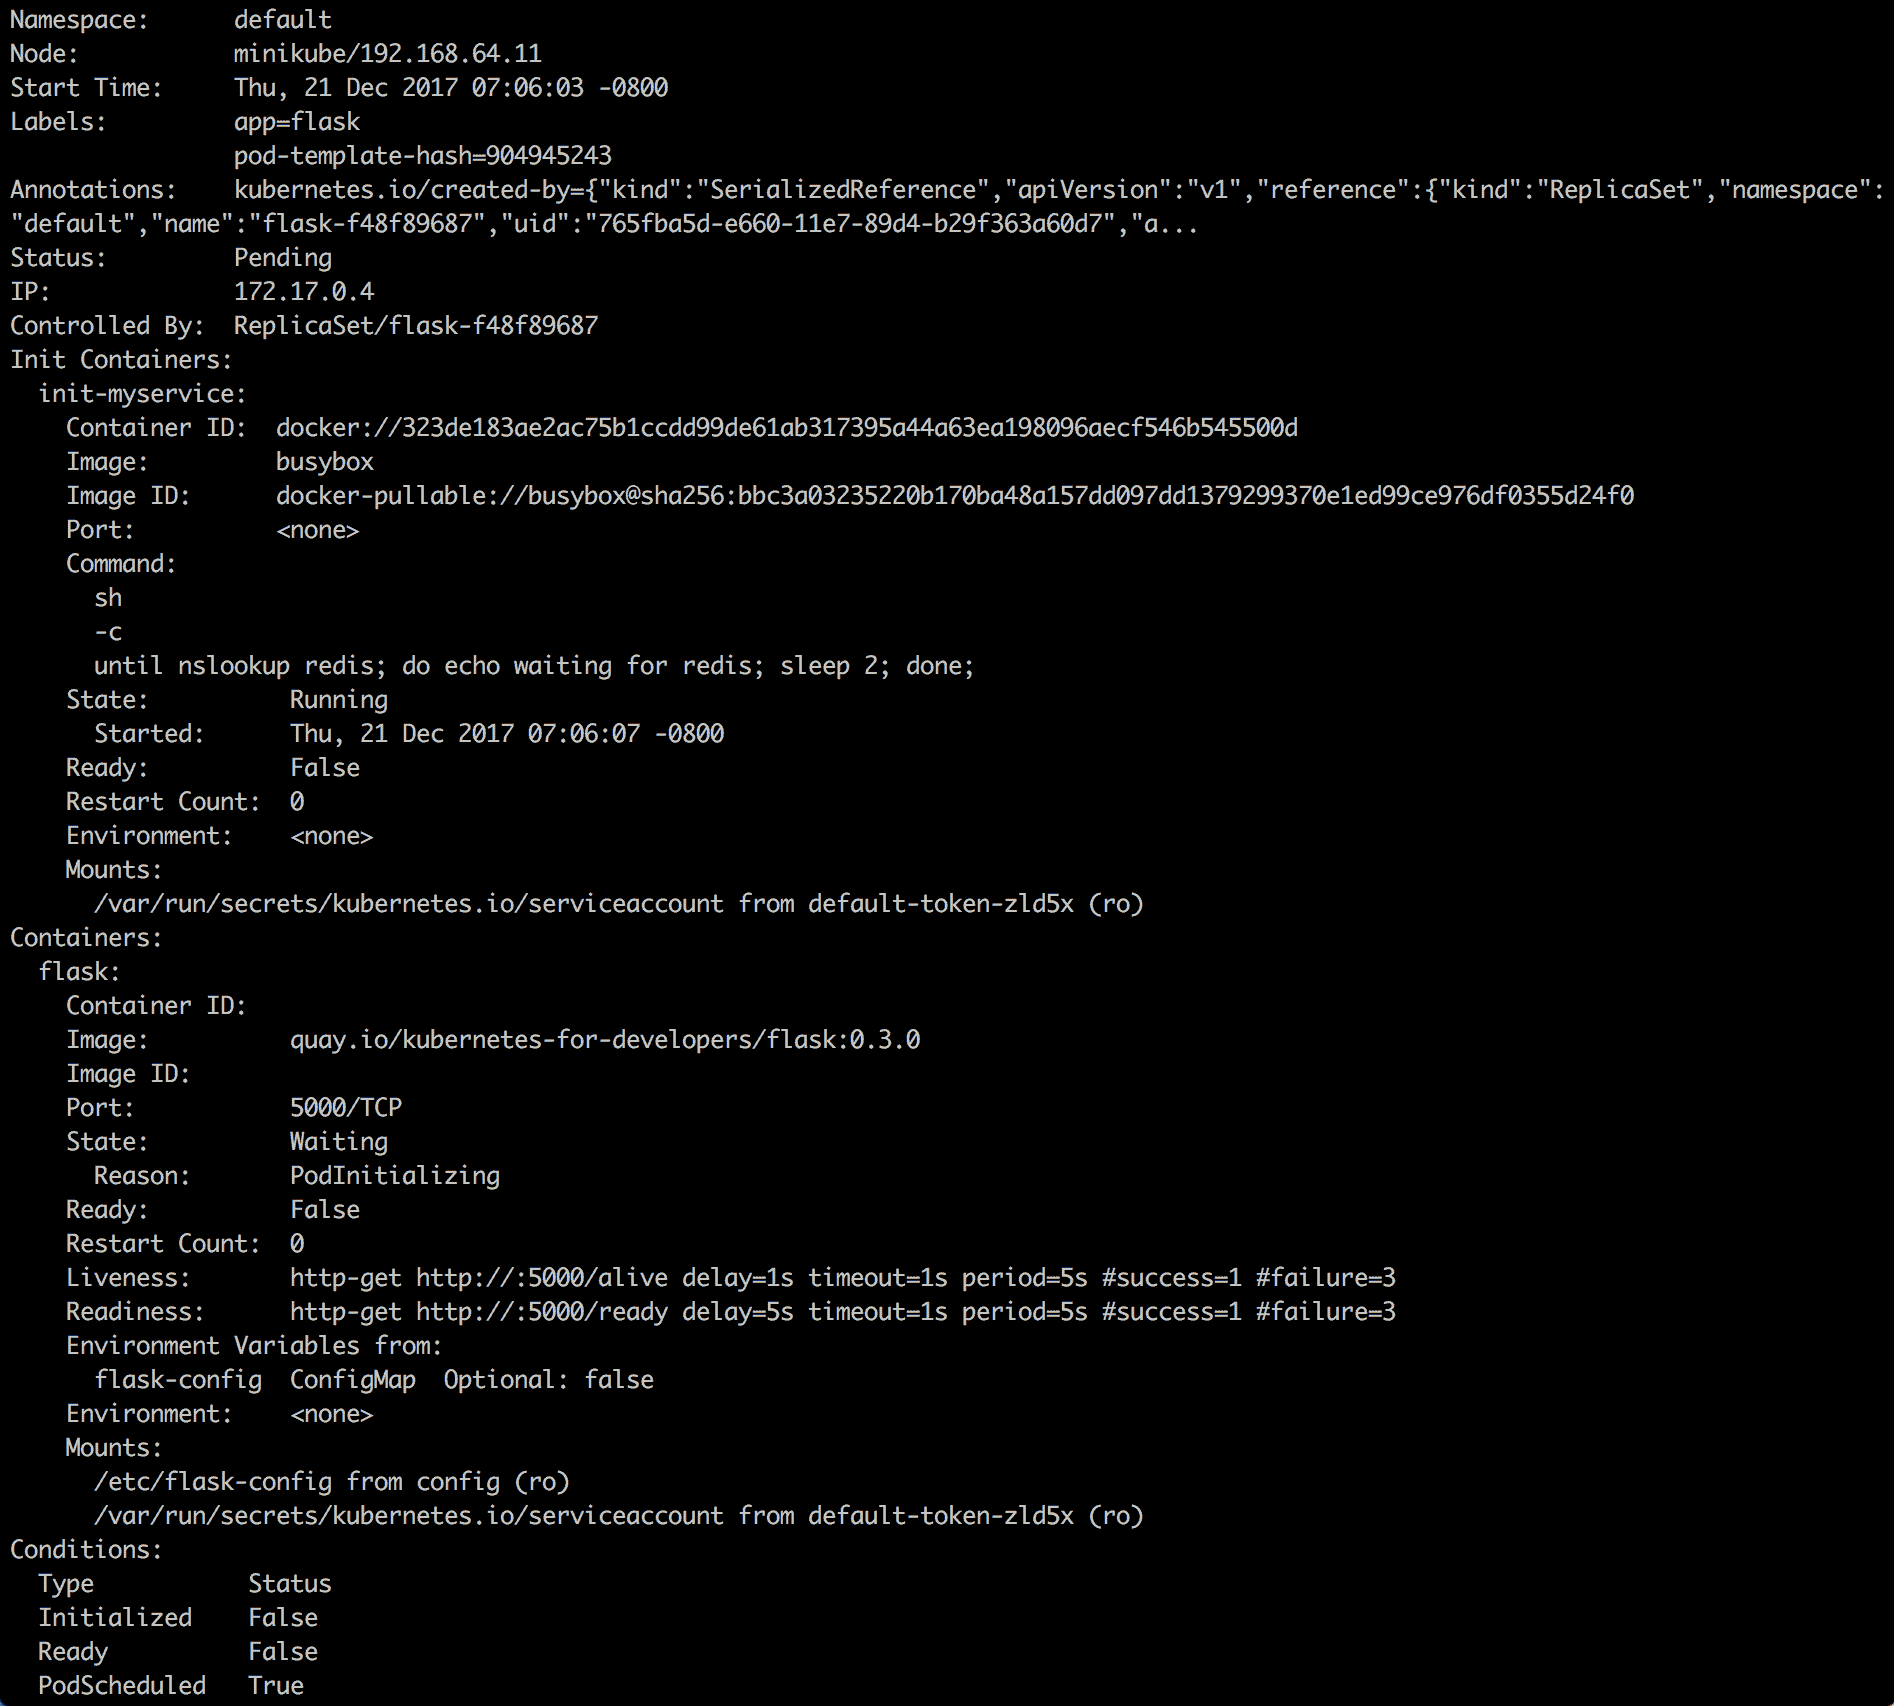 Namespace:      default
Node:           minikube/192.168.64.11
Start Time:     Thu, 21 Dec 2017 07:06:03 -0800
Labels:         app=flask
                pod-template-hash=904945243
Annotations:    kubernetes.io/created-by={"kind":"SerializedReference","apiVersion":"v1","reference":{"kind":"ReplicaSet","namespace":
"default","name":"flask-f48f89687","uid":"765fba5d-e660-11e7-89d4-b29f363a60d7","a...
Status:         Pending
IP:             172.17.0.4
Controlled By:  ReplicaSet/flask-f48f89687
Init Containers:
  init-myservice:
    Container ID:  docker://323de183ae2ac75b1ccdd99de61ab317395a44a63ea198096aecf546b545500d
    Image:         busybox
    Image ID:      docker-pullable://busybox@sha256:bbc3a03235220b170ba48a157dd097dd1379299370e1ed99ce976df0355d24f0
    Port:          <none>
    Command:
      sh
      -c
      until nslookup redis; do echo waiting for redis; sleep 2; done;
    State:          Running
      Started:      Thu, 21 Dec 2017 07:06:07 -0800
    Ready:          False
    Restart Count:  0
    Environment:    <none>
    Mounts:
      /var/run/secrets/kubernetes.io/serviceaccount from default-token-zld5x (ro)
Containers:
  flask:
    Container ID:
    Image:          quay.io/kubernetes-for-developers/flask:0.3.0
    Image ID:
    Port:           5000/TCP
    State:          Waiting
      Reason:       PodInitializing
    Ready:          False
    Restart Count:  0
    Liveness:       http-get http://:5000/alive delay=1s timeout=1s period=5s #success=1 #failure=3
    Readiness:      http-get http://:5000/ready delay=5s timeout=1s period=5s #success=1 #failure=3
    Environment Variables from:
      flask-config  ConfigMap  Optional: false
    Environment:    <none>
    Mounts:
      /etc/flask-config from config (ro)
      /var/run/secrets/kubernetes.io/serviceaccount from default-token-zld5x (ro)
Conditions:
  Type           Status
  Initialized    False
  Ready          False
  PodScheduled   True